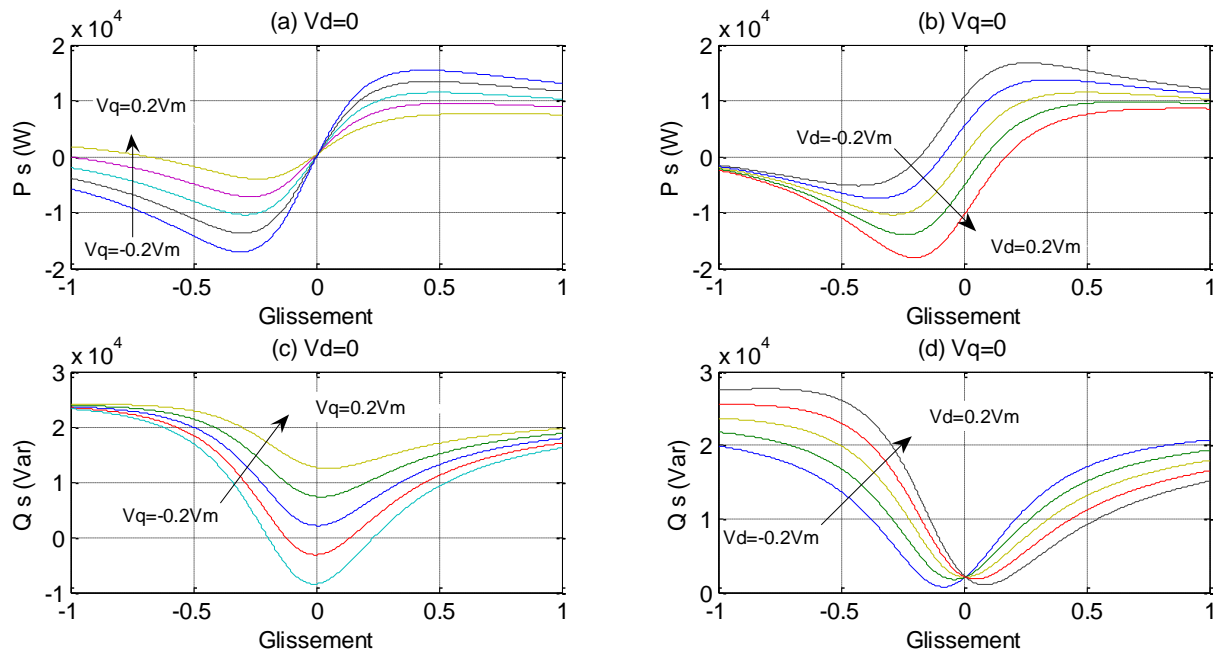 (a) Vd=0
x 10^4
2
1
0
-1
-2
P s (W)
Vq=0.2Vm
Vq=-0.2Vm
-1 -0.5 0 0.5 1
Glissement
(b) Vq=0
x 10^4
2
1
0
-1
-2
P s (W)
Vd=-0.2Vm
Vd=0.2Vm
-1 -0.5 0 0.5 1
Glissement
(c) Vd=0
x 10^4
3
2
1
0
-1
Q s (Var)
Vq=0.2Vm
Vq=-0.2Vm
-1 -0.5 0 0.5 1
Glissement
(d) Vq=0
x 10^4
3
2
1
0
Q s (Var)
Vd=0.2Vm
Vd=-0.2Vm
-1 -0.5 0 0.5 1
Glissement